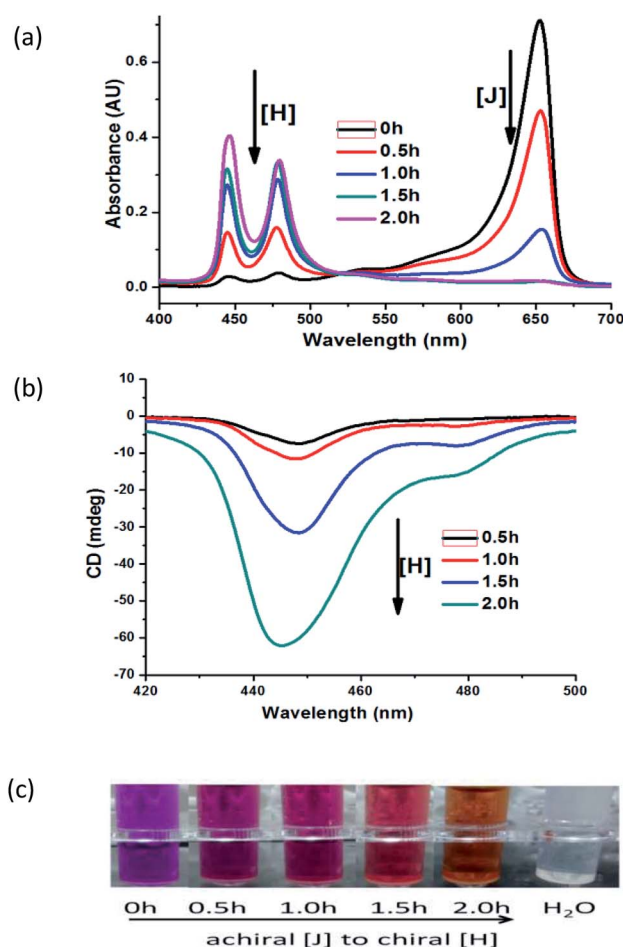 (a)
Absorbance (AU)
0.6
0.4
0.2
0.0
[H]
[J]
0h
0.5h
1.0h
1.5h
2.0h
400 450 500 550 600 650 700
Wavelength (nm)
(b)
CD (mdeg)
10
0
-10
-20
-30
-40
-50
-60
-70
[H]
0.5h
1.0h
1.5h
2.0h
420 440 460 480 500
Wavelength (nm)
(c)
0h 0.5h 1.0h 1.5h 2.0h H₂O
achiral [J] to chiral [H]